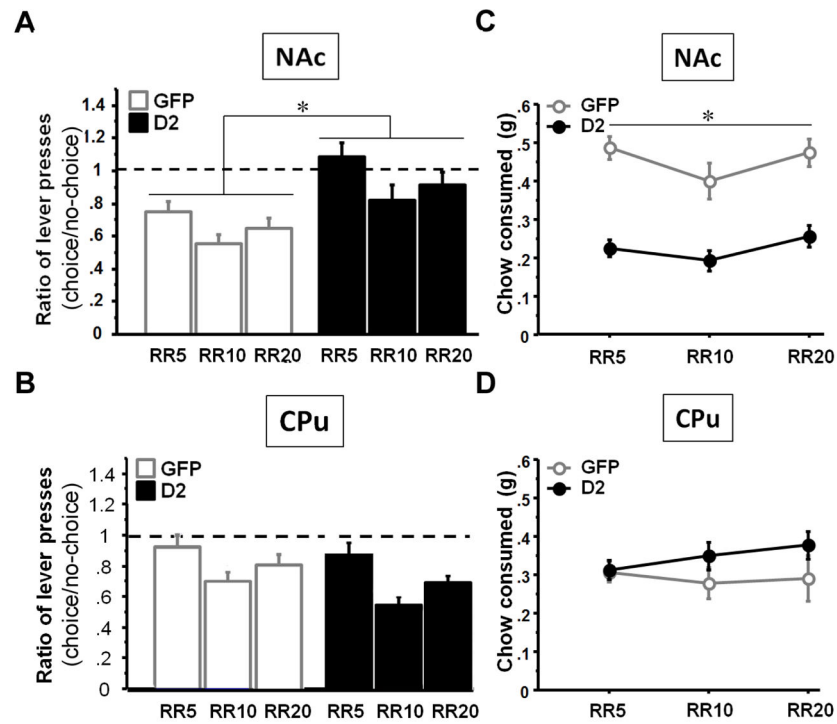 A
NAc
GFP
D2
*
Ratio of lever presses
(choice/no-choice)
1.4
1.2
1
.8
.6
.4
.2
0
RR5 RR10 RR20 RR5 RR10 RR20
C
NAc
GFP
D2
*
Chow consumed (g)
.6
.5
.4
.3
.2
.1
0
RR5 RR10 RR20
B
CPu
GFP
D2
Ratio of lever presses
(choice/no-choice)
1.4
1.2
1
.8
.6
.4
.2
0
RR5 RR10 RR20 RR5 RR10 RR20
D
CPu
GFP
D2
Chow consumed (g)
.6
.5
.4
.3
.2
.1
0
RR5 RR10 RR20